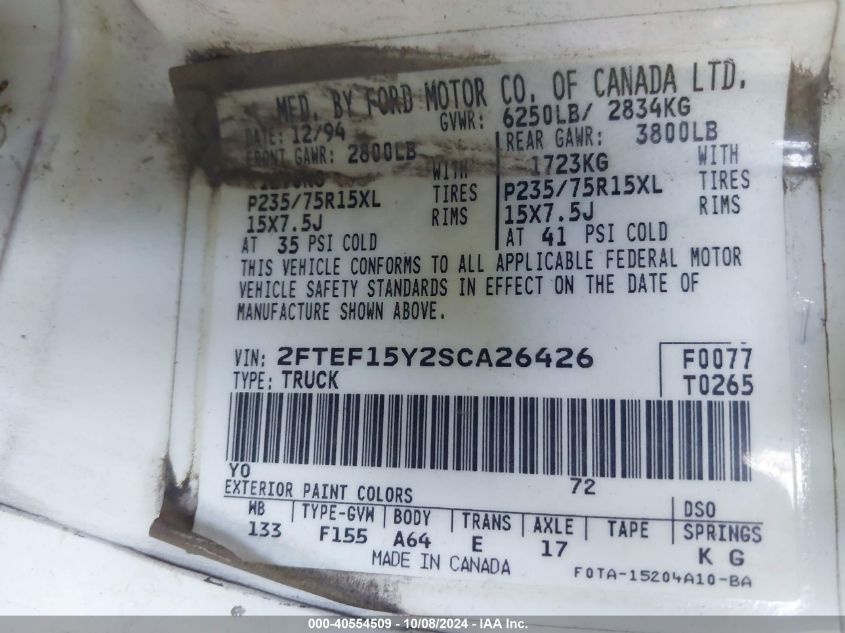 MFD. BY FORD MOTOR CO. OF CANADA LTD.
DATE: 12/94 GVWR: 6250LB/ 2834KG
FRONT GAWR: 2800LB REAR GAWR: 3800LB
WITH 1723KG WITH
P235/75R15XL TIRES P235/75R15XL TIRES
15X7.5J RIMS 15X7.5J RIMS
AT 35 PSI COLD AT 41 PSI COLD
THIS VEHICLE CONFORMS TO ALL APPLICABLE FEDERAL MOTOR
VEHICLE SAFETY STANDARDS IN EFFECT ON THE DATE OF
MANUFACTURE SHOWN ABOVE.
VIN: 2FTEF15Y2SCA26426 F0077
TYPE: TRUCK T0265
YO 72
EXTERIOR PAINT COLORS DSO
WB TYPE-GVW BODY TRANS AXLE TAPE SPRINGS
133 F155 A64 E 17 K G
MADE IN CANADA F0TA-15204A10-BA
000-40554509 - 10/08/2024 - IAA Inc.